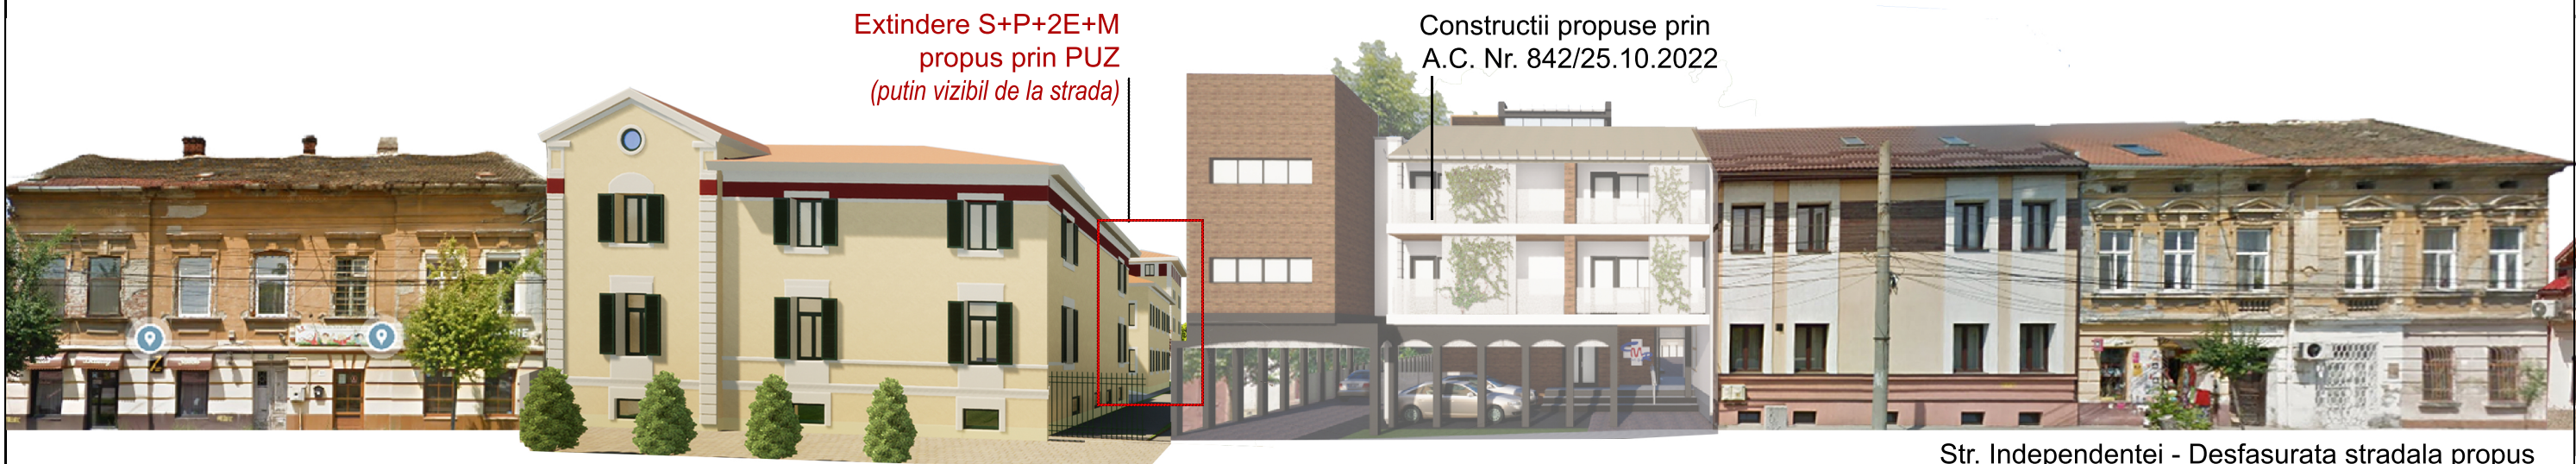 Extindere S+P+2E+M
propus prin PUZ
(putin vizibil de la strada)
Constructii propuse prin
A.C. Nr. 842/25.10.2022
Str. Independentei - Desfasurata stradala propus